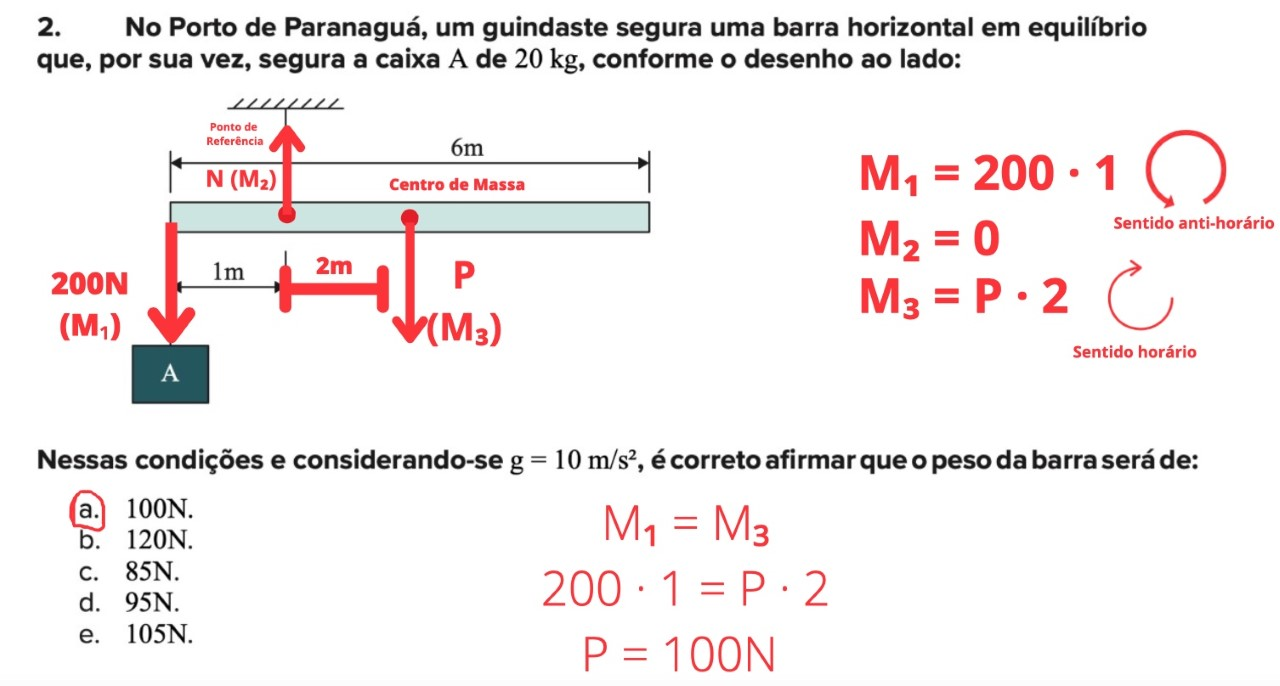 2. No Porto de Paranaguá, um guindaste segura uma barra horizontal em equilíbrio
que, por sua vez, segura a caixa A de 20 kg, conforme o desenho ao lado:
Ponto de
Referência
N (M₂)
6m
Centro de Massa
200N
(M₁)
1m
2m
P
(M₃)
A
M₁ = 200 · 1
Sentido anti-horário
M₂ = 0
M₃ = P · 2
Sentido horário
Nessas condições e considerando-se g = 10 m/s², é correto afirmar que o peso da barra será de:
a. 100N.
b. 120N.
c. 85N.
d. 95N.
e. 105N.
M₁ = M₃
200 · 1 = P · 2
P = 100N